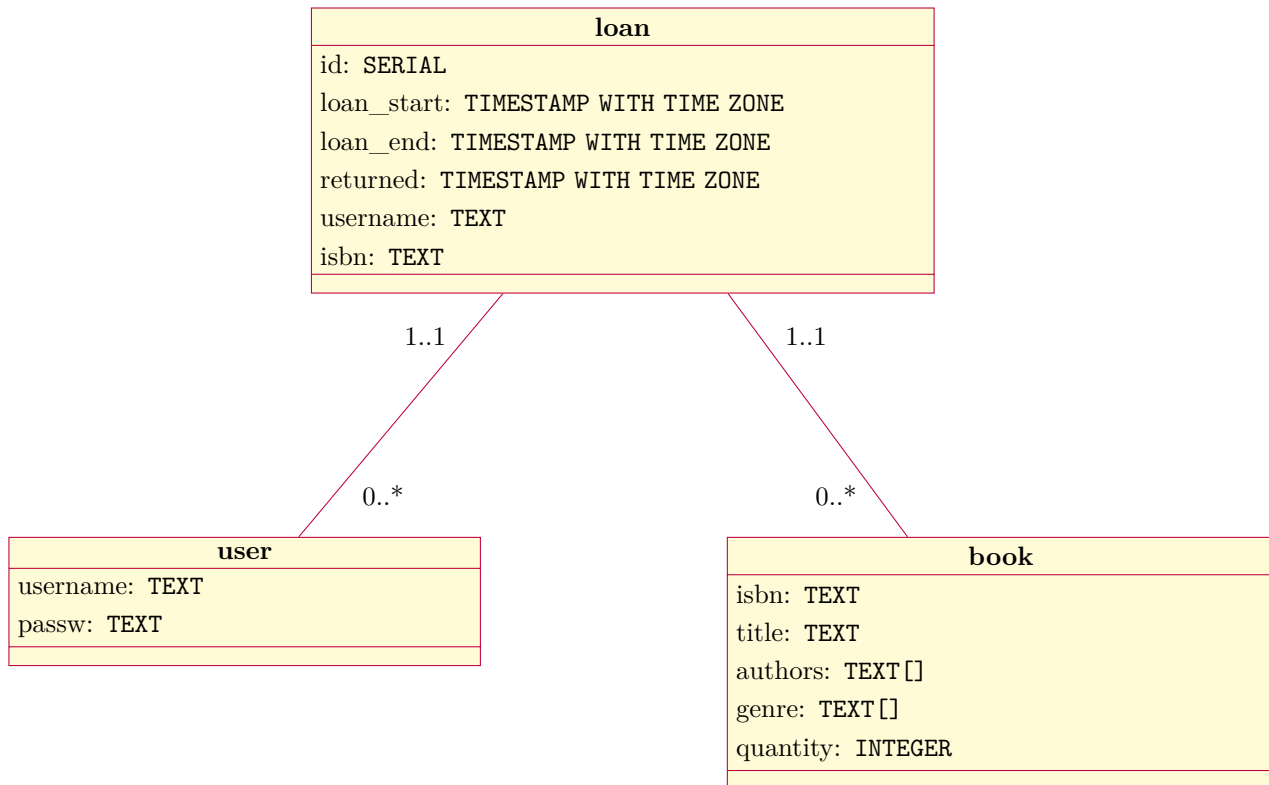 loan
id: SERIAL
loan_start: TIMESTAMP WITH TIME ZONE
loan_end: TIMESTAMP WITH TIME ZONE
returned: TIMESTAMP WITH TIME ZONE
username: TEXT
isbn: TEXT
1..1
1..1
0..*
0..*
user
username: TEXT
passw: TEXT
book
isbn: TEXT
title: TEXT
authors: TEXT[]
genre: TEXT[]
quantity: INTEGER